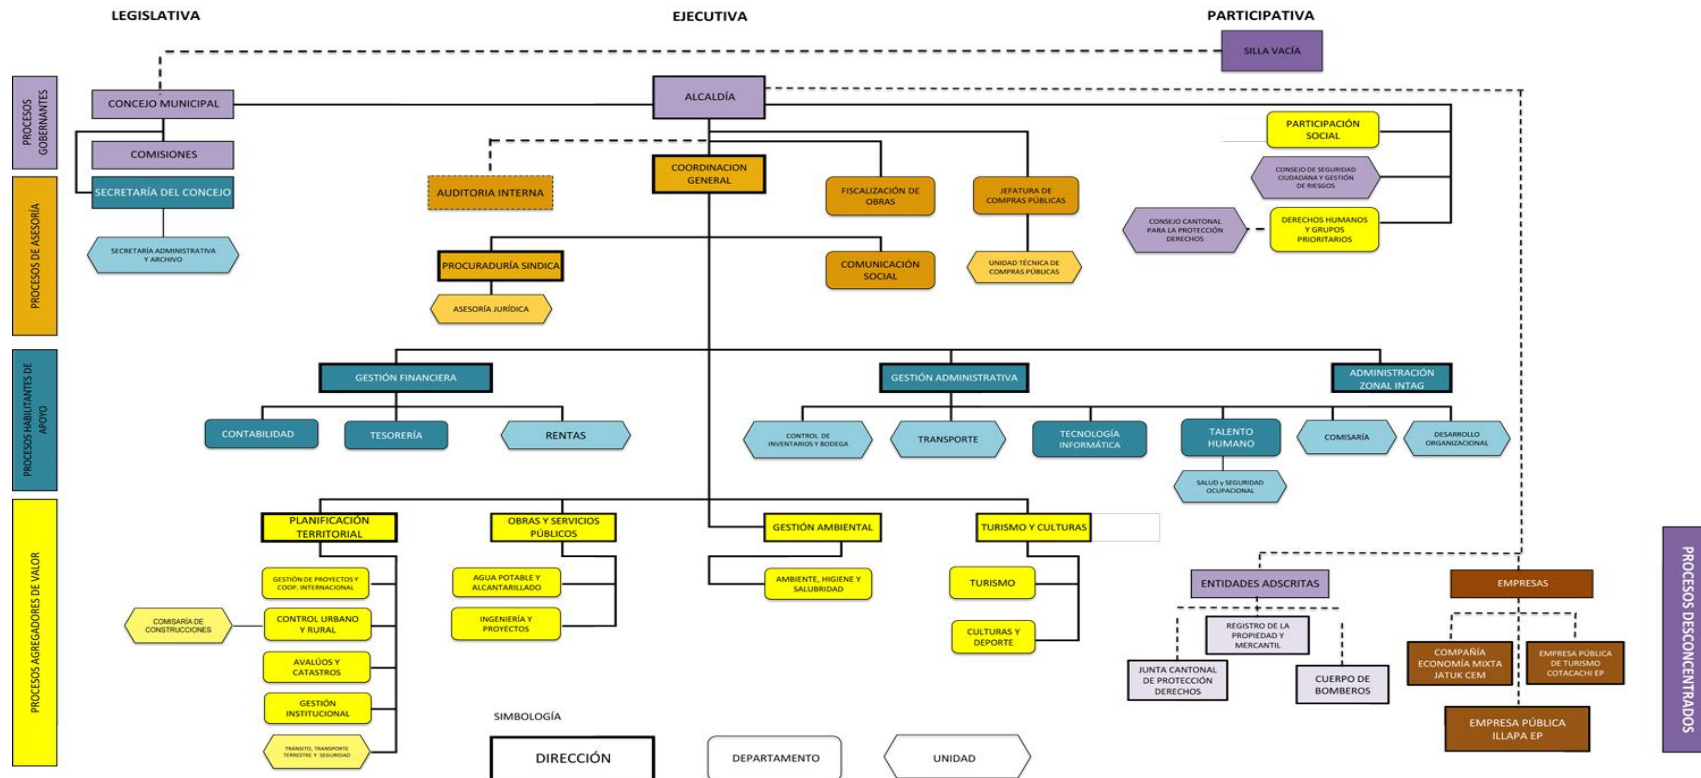 LEGISLATIVA
EJECUTIVA
PARTICIPATIVA
SILLA VACÍA
PROCESOS
GOBERNANTES
CONCEJO MUNICIPAL
ALCALDÍA
PARTICIPACIÓN
SOCIAL
COMISIONES
COORDINACION
GENERAL
CONSEJO DE SEGURIDAD
CIUDADANA Y GESTIÓN
DE RIESGOS
PROCESOS DE ASESORÍA
SECRETARÍA DEL CONCEJO
AUDITORIA INTERNA
FISCALIZACIÓN DE
OBRAS
JEFATURA DE
COMPRAS PÚBLICAS
CONSEJO CANTONAL
PARA LA PROTECCIÓN
DERECHOS
DERECHOS HUMANOS
Y GRUPOS
PRIORITARIOS
SECRETARÍA ADMINISTRATIVA
Y ARCHIVO
PROCURADURÍA SINDICA
COMUNICACIÓN
SOCIAL
UNIDAD TÉCNICA DE
COMPRAS PÚBLICAS
ASESORÍA JURÍDICA
PROCESOS HABILITANTES DE
APOYO
GESTIÓN FINANCIERA
GESTIÓN ADMINISTRATIVA
ADMINISTRACIÓN
ZONAL INTAG
CONTABILIDAD
TESORERÍA
RENTAS
CONTROL DE
INVENTARIOS Y BODEGA
TRANSPORTE
TECNOLOGÍA
INFORMÁTICA
TALENTO
HUMANO
COMISARÍA
DESARROLLO
ORGANIZACIONAL
SALUD y SEGURIDAD
OCUPACIONAL
PROCESOS AGREGADORES DE VALOR
PLANIFICACIÓN
TERRITORIAL
OBRAS Y SERVICIOS
PÚBLICOS
GESTIÓN AMBIENTAL
TURISMO Y CULTURAS
GESTIÓN DE PROYECTOS Y
COOP. INTERNACIONAL
AGUA POTABLE Y
ALCANTARILLADO
AMBIENTE, HIGIENE Y
SALUBRIDAD
TURISMO
ENTIDADES ADSCRITAS
EMPRESAS
COMISARÍA DE
CONSTRUCCIONES
CONTROL URBANO
Y RURAL
INGENIERÍA Y
PROYECTOS
CULTURAS Y
DEPORTE
REGISTRO DE LA
PROPIEDAD Y
MERCANTIL
AVALÚOS Y
CATASTROS
JUNTA CANTONAL
DE PROTECCIÓN
DERECHOS
CUERPO DE
BOMBEROS
COMPAÑÍA
ECONOMÍA MIXTA
JATUK CEM
EMPRESA PÚBLICA
DE TURISMO
COTACACHI EP
GESTIÓN
INSTITUCIONAL
EMPRESA PÚBLICA
ILLAPA EP
TRÁNSITO, TRANSPORTE
TERRESTRE Y SEGURIDAD
PROCESOS DESCONCENTRADOS
SIMBOLOGÍA
DIRECCIÓN
DEPARTAMENTO
UNIDAD